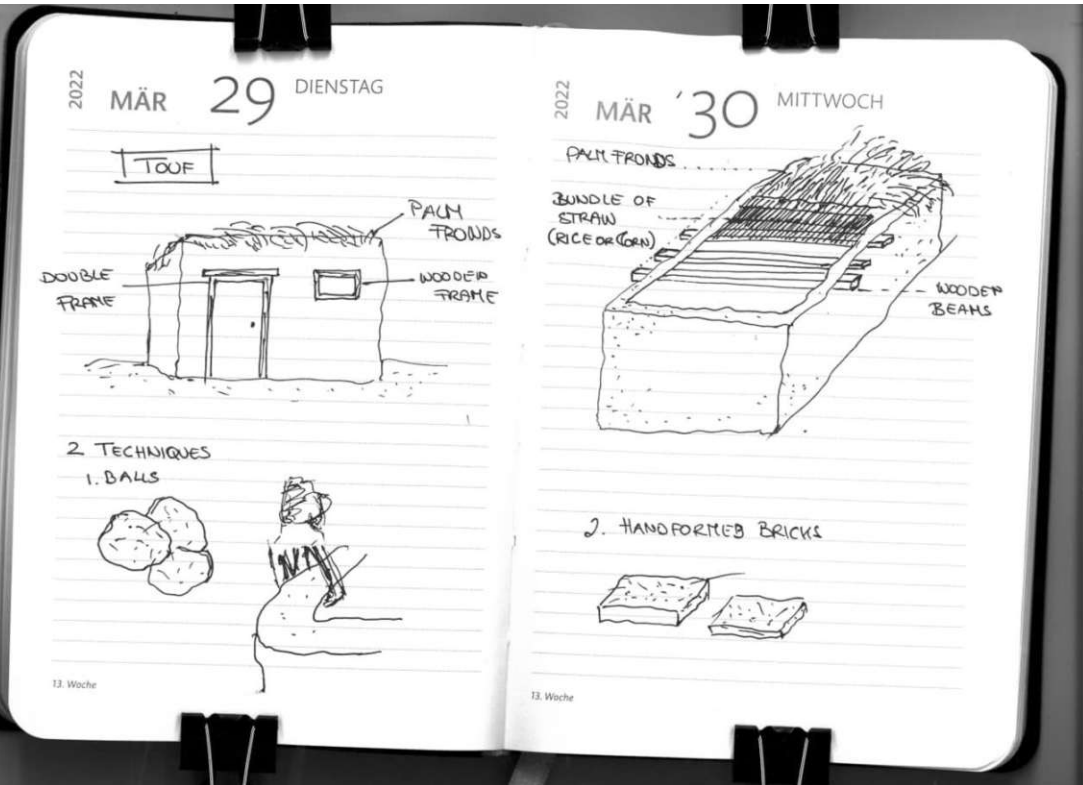 2022 MÄR 29 DIENSTAG
TOUF
PALM
FRONDS
DOUBLE
FRAME
WOODEN
FRAME
2 TECHNIQUES
1. BALLS
13. Woche
2022 MÄR 30 MITTWOCH
PALM FRONDS
BUNDLE OF
STRAW
(RICE OR CORN)
WOODEN
BEAMS
2. HANDFORMED BRICKS
13. Woche